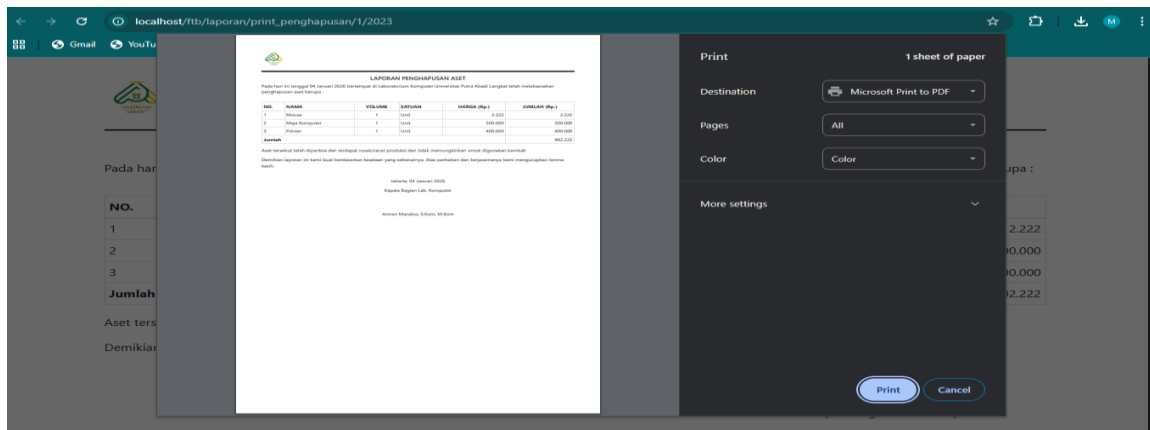 localhost/ftb/laporan/print_penghapusan/1/2023
M
Gmail
YouTu
Print
1 sheet of paper
Destination
Microsoft Print to PDF
Pages
All
Color
Color
More settings
Print
Cancel
LAPORAN PENGHAPUSAN ASET
Pada hari ini tanggal 04 Januari 2026 bertempat di Laboratorium Komputer Universitas Putra Abadi Langkat telah melaksanakan
penghapusan aset berupa :
NO. NAMA VOLUME SATUAN HARGA (Rp.) JUMLAH (Rp.)
1 Mouse 1 Unit 2.222 2.222
2 Meja Komputer 1 Unit 500.000 500.000
3 Printer 1 Unit 400.000 400.000
Jumlah 902.222
Aset tersebut telah diperiksa dan terdapat rusak/cacat produksi dan tidak memungkinkan untuk digunakan kembali.
Demikian laporan ini kami buat berdasarkan keadaan yang sebenarnya. Atas perhatian dan kerjasamanya kami mengucapkan terima
kasih.
Jakarta, 04 Januari 2026
Kepala Bagian Lab. Komputer
Pada har
upa :
NO.
1
2.222
2
00.000
3
00.000
Jumlah
02.222
Aset ters
Demikiar